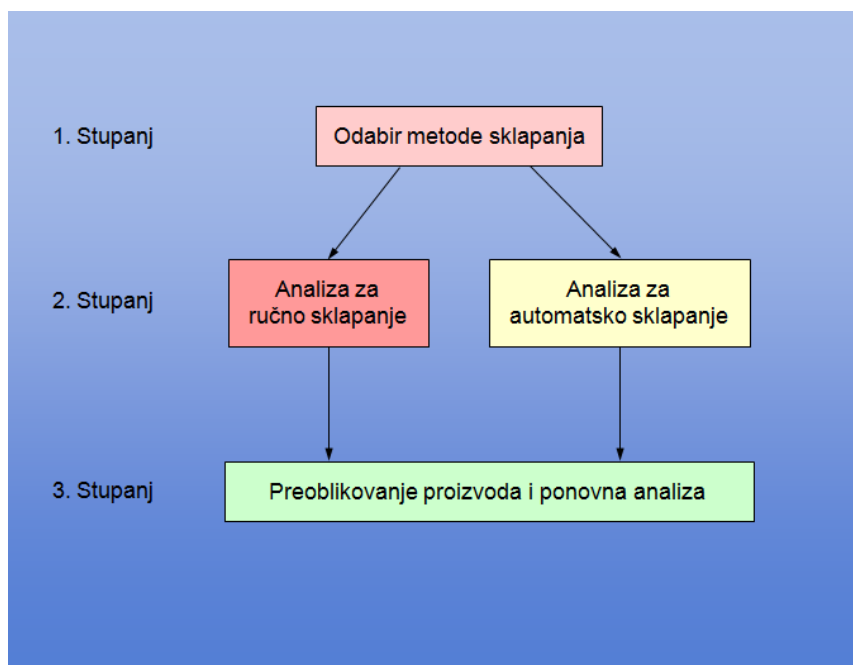 1. Stupanj
Odabir metode sklapanja
2. Stupanj
Analiza za
ručno sklapanje
Analiza za
automatsko sklapanje
3. Stupanj
Preoblikovanje proizvoda i ponovna analiza